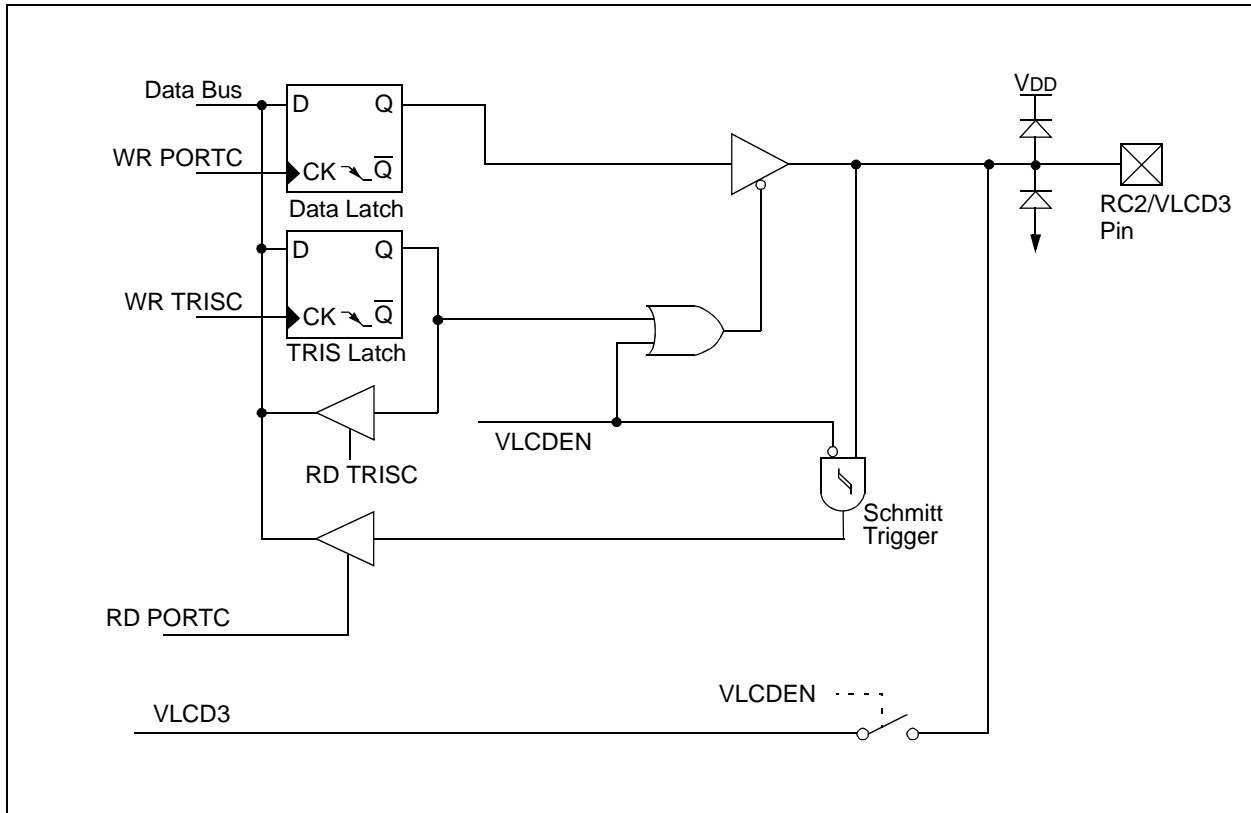 Data Bus
D Q
VDD
WR PORTC
CK Q
Data Latch
RC2/VLCD3
Pin
D Q
WR TRISC
CK Q
TRIS Latch
VLCDEN
RD TRISC
Schmitt
Trigger
RD PORTC
VLCDEN
VLCD3